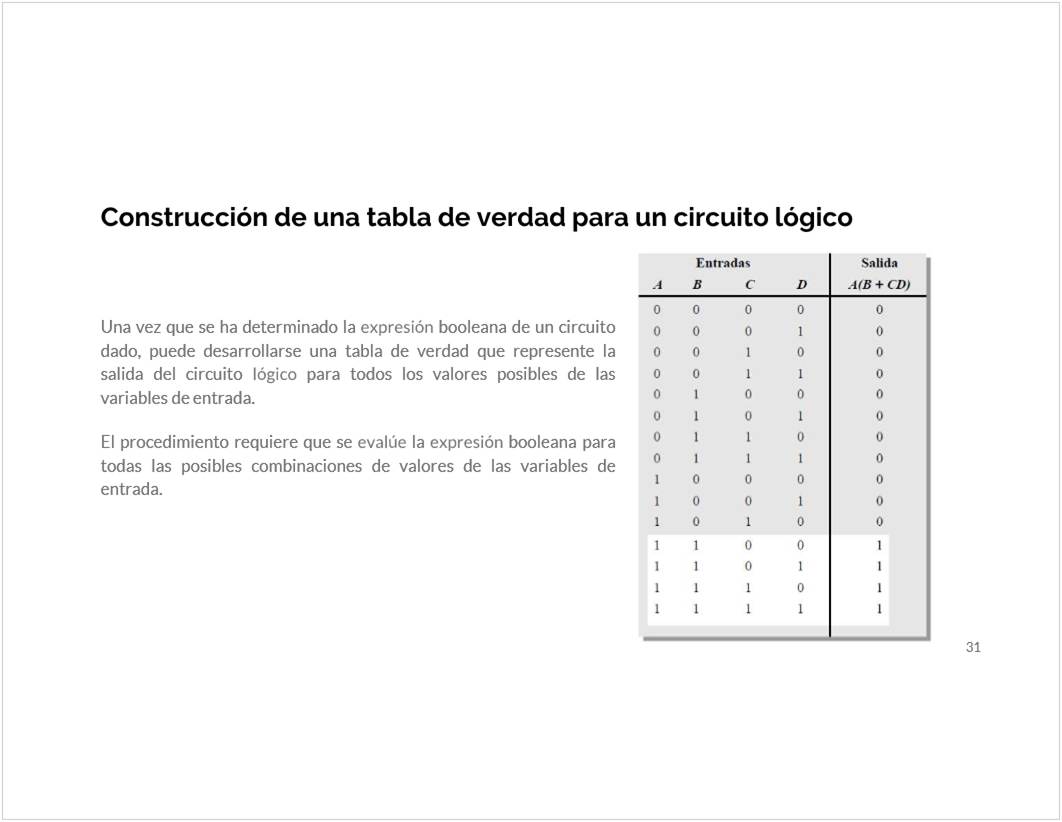 Construcción de una tabla de verdad para un circuito lógico
Una vez que se ha determinado la expresión booleana de un circuito
dado, puede desarrollarse una tabla de verdad que represente la
salida del circuito lógico para todos los valores posibles de las
variables de entrada.
El procedimiento requiere que se evalúe la expresión booleana para
todas las posibles combinaciones de valores de las variables de
entrada.
Entradas Salida
A B C D A(B + CD)
0 0 0 0 0
0 0 0 1 0
0 0 1 0 0
0 0 1 1 0
0 1 0 0 0
0 1 0 1 0
0 1 1 0 0
0 1 1 1 0
1 0 0 0 0
1 0 0 1 0
1 0 1 0 0
1 1 0 0 1
1 1 0 1 1
1 1 1 0 1
1 1 1 1 1
31